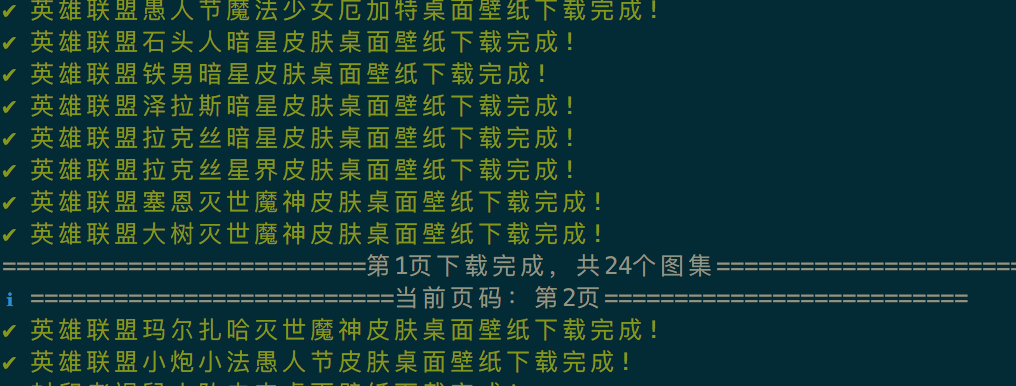 ✔ 英雄联盟愚人节魔法少女厄加特桌面壁纸下载完成!
✔ 英雄联盟石头人暗星皮肤桌面壁纸下载完成!
✔ 英雄联盟铁男暗星皮肤桌面壁纸下载完成!
✔ 英雄联盟泽拉斯暗星皮肤桌面壁纸下载完成!
✔ 英雄联盟拉克丝暗星皮肤桌面壁纸下载完成!
✔ 英雄联盟拉克丝星界皮肤桌面壁纸下载完成!
✔ 英雄联盟塞恩灭世魔神皮肤桌面壁纸下载完成!
✔ 英雄联盟大树灭世魔神皮肤桌面壁纸下载完成!
==========================第1页下载完成, 共24个图集======================
ℹ ==========================当前页码: 第2页==========================
✔ 英雄联盟玛尔扎哈灭世魔神皮肤桌面壁纸下载完成!
✔ 英雄联盟小炮小法愚人节皮肤桌面壁纸下载完成!